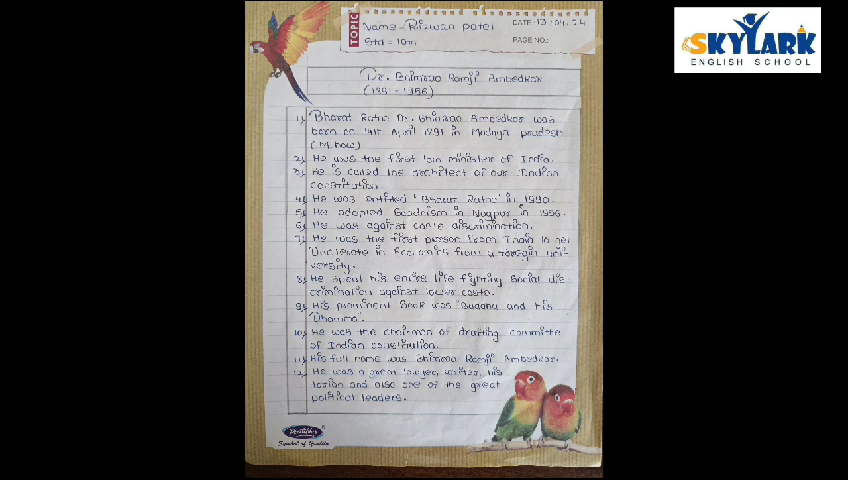 TOPIC
Name - Rizwan patel
Std = 10th
DATE: 13/04/24
PAGE NO.:
SKYLARK
ENGLISH SCHOOL
Dr. Bhimrao Ramji Ambedkar
(1891 - 1956)
1) Bharat Ratna Dr. Bhimrao Ambedkar was
born on 14th April 1891 in Madhya pradesh
(M.how)
2) He was the first law minister of India.
3) He is called the architect of our Indian
constitution.
4) He was "Bharat Ratna" in 1990.
5) He adopted in Nagpur in 1956.
6) He was against caste discrimination.
7) He was the first person from India to get
Doctorate in from a foreign uni-
versity.
8) He spent his entire life fighting Social dis
crimination against lower caste.
9) His prominent Book was "Buddha and his
Dhamma".
10) He was the chairman of drafting committe
of Indian constitution.
11) His full name was Bhimrao Ramji Ambedkar.
12) He was a great writer, his
torian and also one of the great
political leaders.
Symbol of Quality